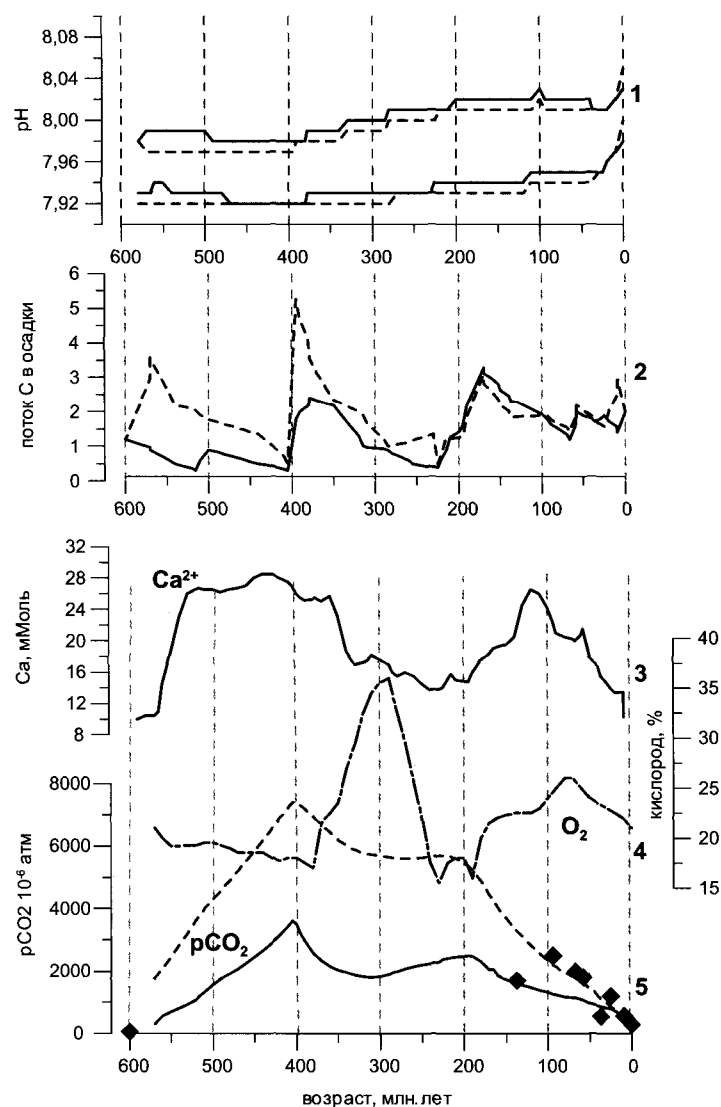 8,08
8,04
8,00
7,96
7,92
pH
1
600 500 400 300 200 100 0
6
5
4
3
2
1
0
поток С в осадки
2
600 500 400 300 200 100 0
32
28
24
20
16
12
8
Ca, мМоль
Ca²⁺
3
40
35
30
25
20
15
кислород, %
O₂
4
8000
6000
4000
2000
0
pCO2 10⁻⁶ атм
pCO₂
5
600 500 400 300 200 100 0
возраст, млн. лет